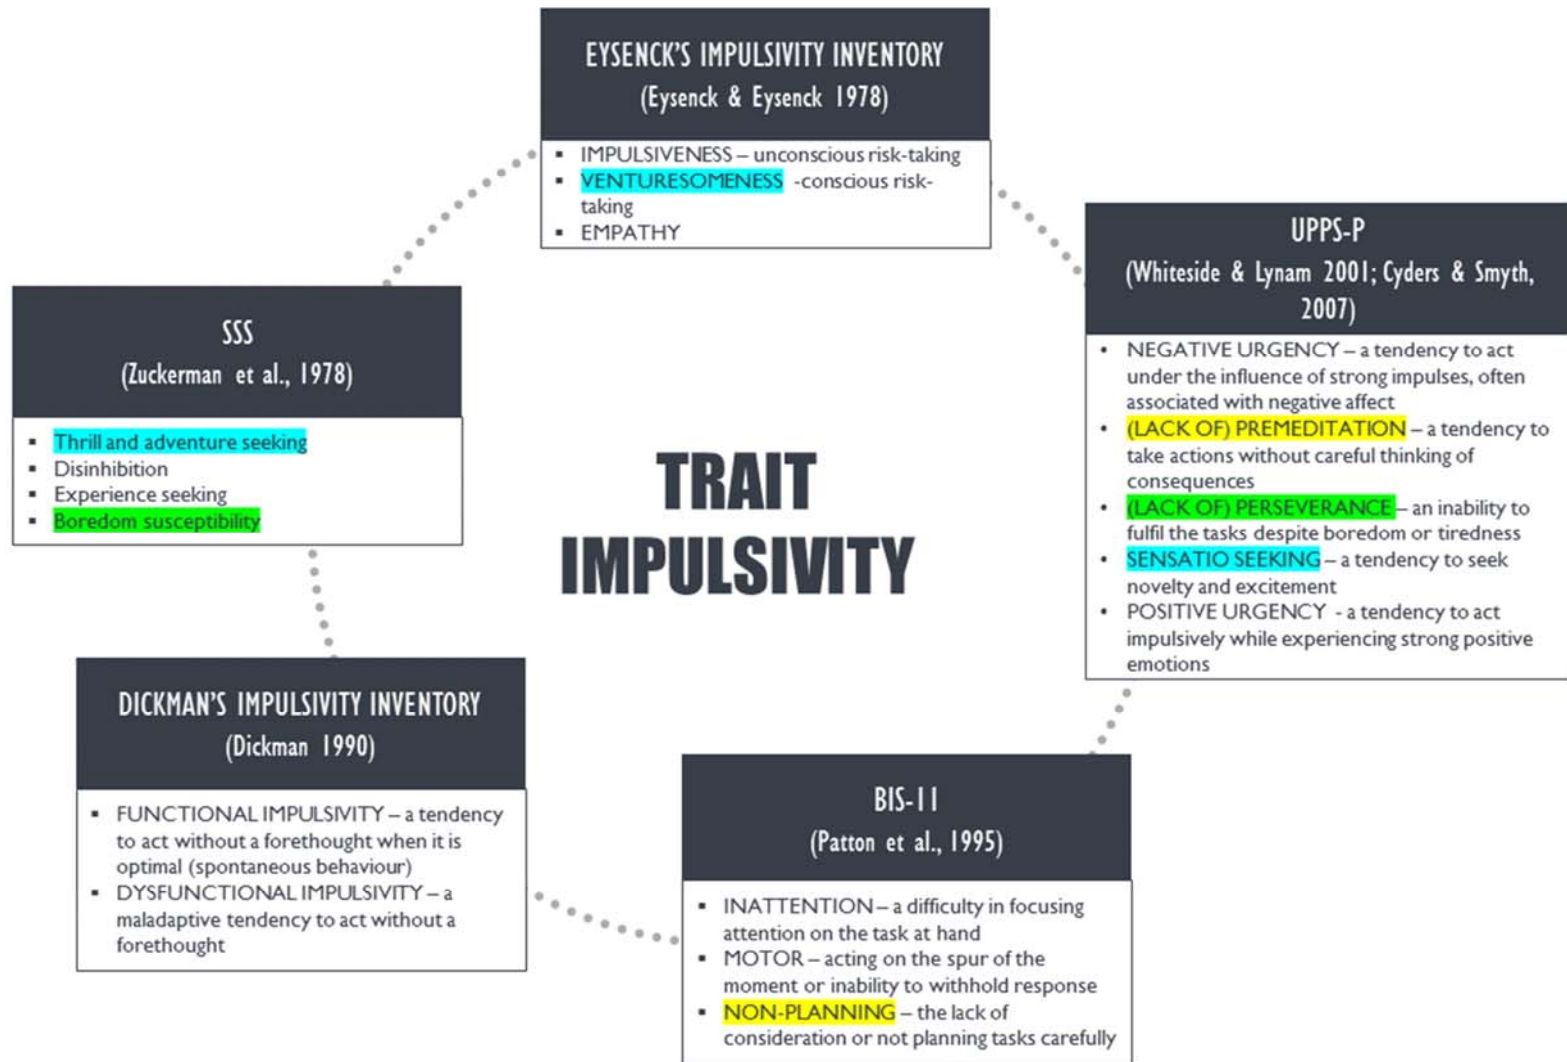 EYSENCK'S IMPULSIVITY INVENTORY
(Eysenck & Eysenck 1978)
▪ IMPULSIVENESS – unconscious risk-taking
▪ VENTURESOMENESS -conscious risk-
taking
▪ EMPATHY
UPPS-P
(Whiteside & Lynam 2001; Cyders & Smyth,
2007)
• NEGATIVE URGENCY – a tendency to act
under the influence of strong impulses, often
associated with negative affect
• (LACK OF) PREMEDITATION – a tendency to
take actions without careful thinking of
consequences
• (LACK OF) PERSEVERANCE – an inability to
fulfil the tasks despite boredom or tiredness
• SENSATIO SEEKING – a tendency to seek
novelty and excitement
• POSITIVE URGENCY - a tendency to act
impulsively while experiencing strong positive
emotions
SSS
(Zuckerman et al., 1978)
▪ Thrill and adventure seeking
▪ Disinhibition
▪ Experience seeking
▪ Boredom susceptibility
TRAIT
IMPULSIVITY
DICKMAN'S IMPULSIVITY INVENTORY
(Dickman 1990)
▪ FUNCTIONAL IMPULSIVITY – a tendency
to act without a forethought when it is
optimal (spontaneous behaviour)
▪ DYSFUNCTIONAL IMPULSIVITY – a
maladaptive tendency to act without a
forethought
BIS-11
(Patton et al., 1995)
▪ INATTENTION – a difficulty in focusing
attention on the task at hand
▪ MOTOR – acting on the spur of the
moment or inability to withhold response
▪ NON-PLANNING – the lack of
consideration or not planning tasks carefully